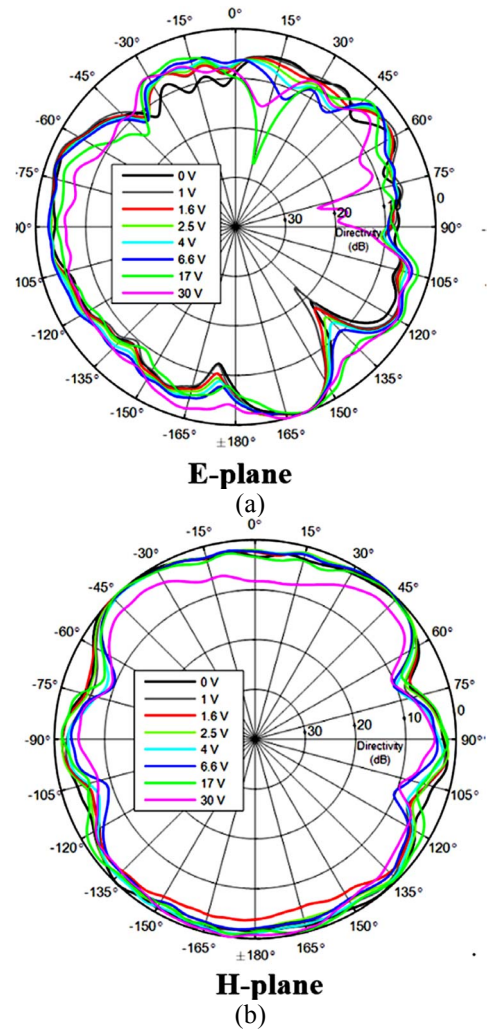 0°
-15° 15°
-30° 30°
-45° 45°
-60° 60°
-75° 75°
0 V
1 V
1.6 V
2.5 V
4 V
6.6 V
17 V
30 V
30 20 10 0
Directivity
(dB)
90°
-105° 105°
-120° 120°
-135° 135°
-150° 150°
-165° 165°
±180°
E-plane
(a)
0°
-15° 15°
-30° 30°
-45° 45°
-60° 60°
-75° 75°
0 V
1 V
1.6 V
2.5 V
4 V
6.6 V
17 V
30 V
30 20 10 0
Directivity
(dB)
-90° 90°
-105° 105°
-120° 120°
-135° 135°
-150° 150°
-165° 165°
±180°
H-plane
(b)